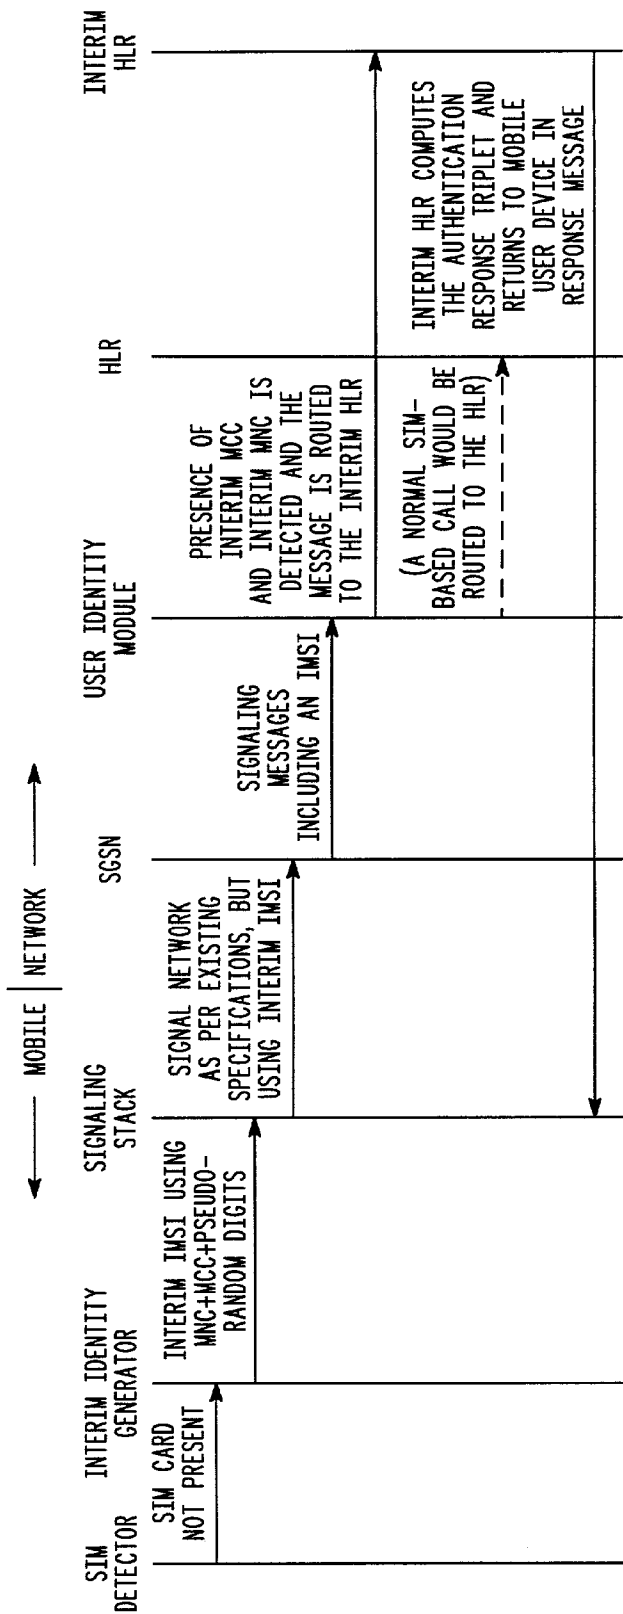 MOBILE | NETWORK
SIM
DETECTOR
INTERIM IDENTITY
GENERATOR
SIGNALING
STACK
SGSN
USER IDENTITY
MODULE
HLR
INTERIM
HLR
SIM CARD
NOT PRESENT
INTERIM IMSI USING
MNC+MCC+PSEUDO-
RANDOM DIGITS
SIGNAL NETWORK
AS PER EXISTING
SPECIFICATIONS, BUT
USING INTERIM IMSI
SIGNALING
MESSAGES
INCLUDING AN IMSI
PRESENCE OF
INTERIM MCC
AND INTERIM MNC IS
DETECTED AND THE
MESSAGE IS ROUTED
TO THE INTERIM HLR
(A NORMAL SIM-
BASED CALL WOULD BE
ROUTED TO THE HLR)
INTERIM HLR COMPUTES
THE AUTHENTICATION
RESPONSE TRIPLET AND
RETURNS TO MOBILE
USER DEVICE IN
RESPONSE MESSAGE